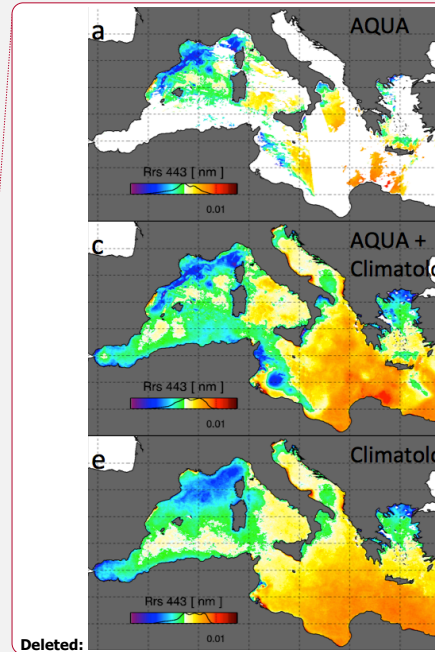 a AQUA
Rrs 443 [ nm ]
0.01
c AQUA +
Climatolo
Rrs 443 [ nm ]
0.01
e Climatolo
Rrs 443 [ nm ]
0.01
Deleted: